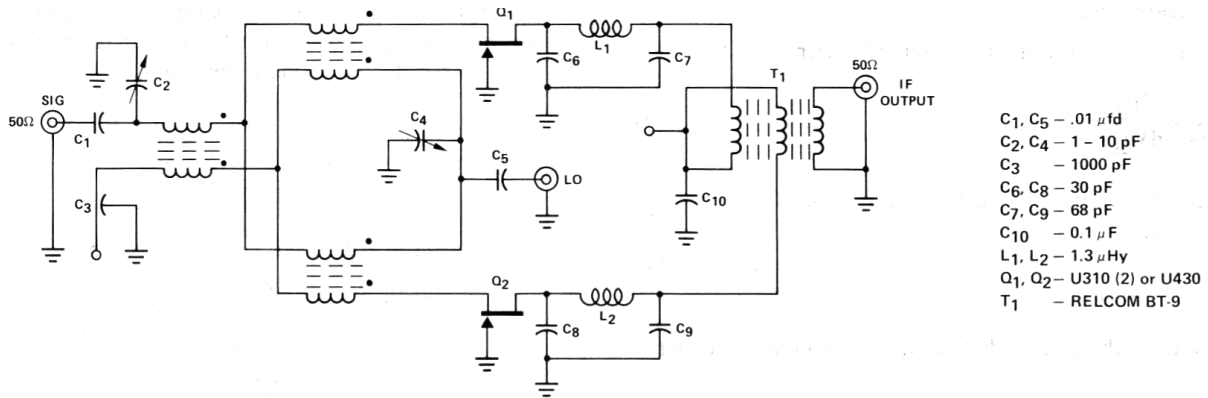 Q1
L1
C6
C7
C2
50Ω
SIG
C1
C3
C4
C5
LO
T1
50Ω
IF
OUTPUT
C10
Q2
L2
C8
C9
C1, C5 – .01 μfd
C2, C4 – 1 – 10 pF
C3 – 1000 pF
C6, C8 – 30 pF
C7, C9 – 68 pF
C10 – 0.1 μF
L1, L2 – 1.3 μHy
Q1, Q2 – U310 (2) or U430
T1 – RELCOM BT-9